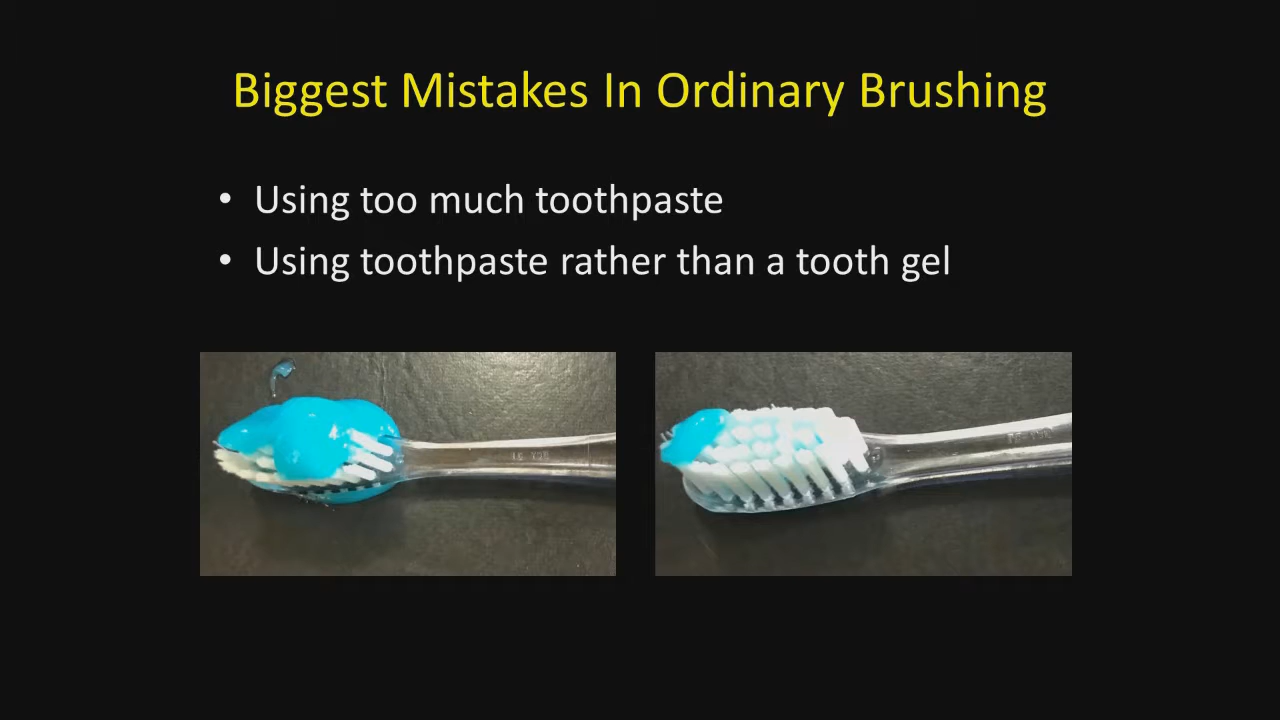 Biggest Mistakes In Ordinary Brushing
• Using too much toothpaste
• Using toothpaste rather than a tooth gel